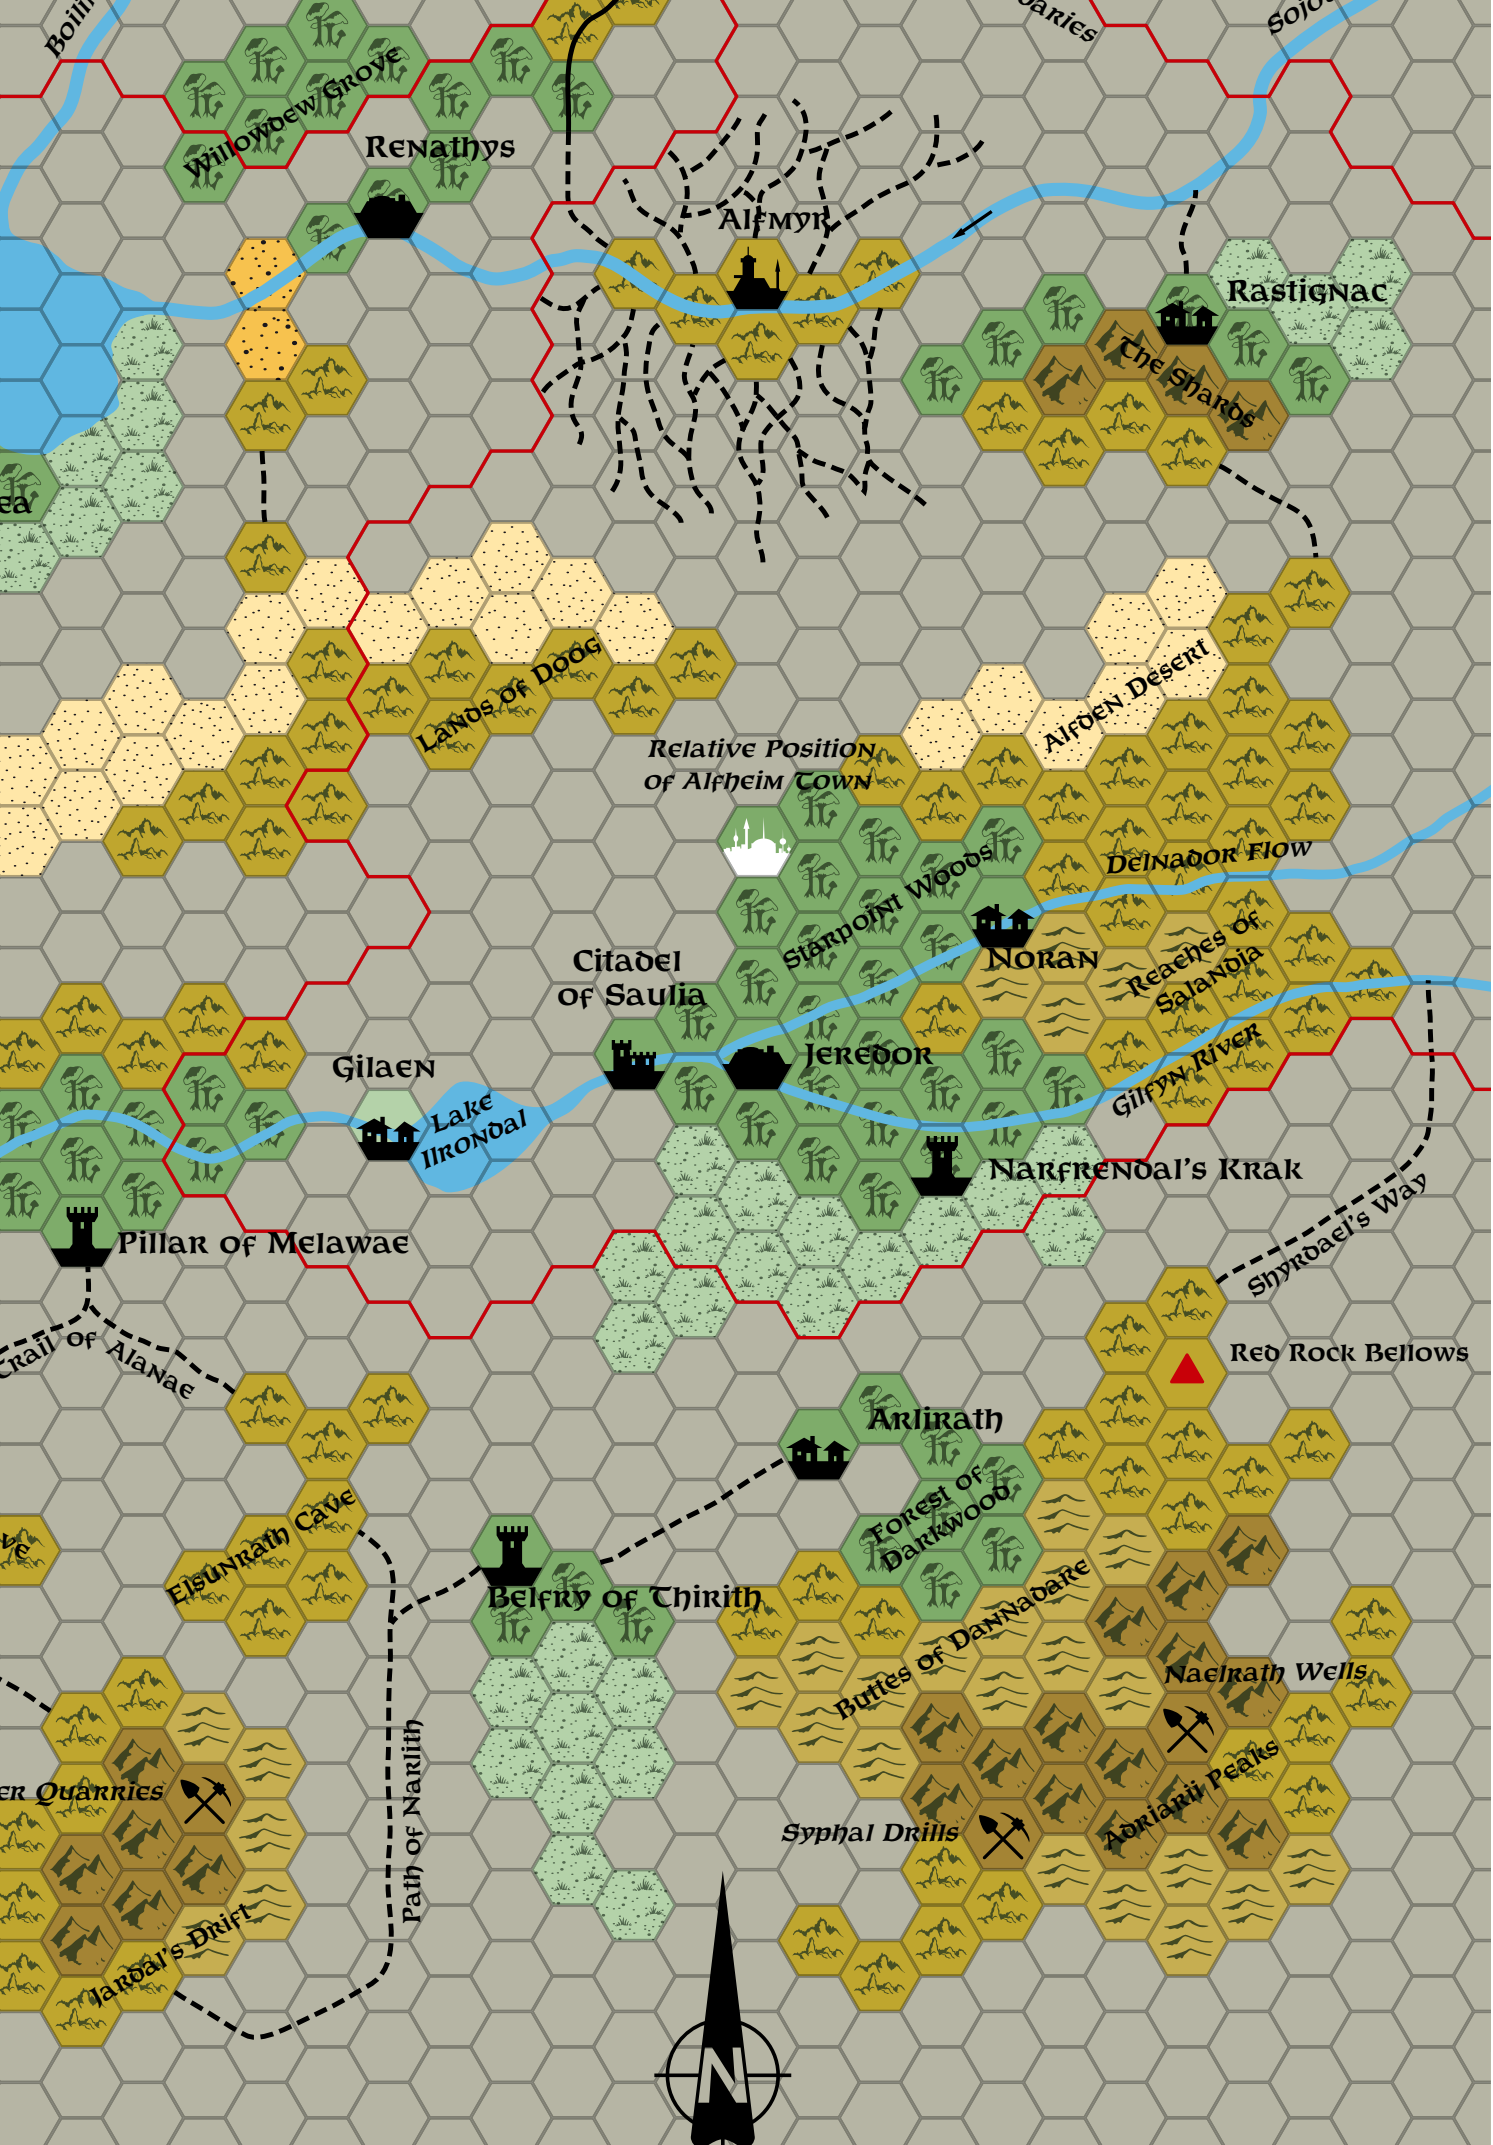 Willowdew Grove
Renathys
Alfmyr
Rastignac
The Shards
Lands of Doog
Alfden Desert
Relative Position
of Alfheim Town
Delnador Flow
Starpoint Woods
Noran
Reaches of
Salandia
Citadel
of Saulia
Jeredor
Gilaen
Lake
Ilrondal
Gilfyn River
Narfrendal's Krak
Pillar of Melawae
Shyrdael's Way
Trail of Alanae
Red Rock Bellows
Arlirath
Forest of
Darkwood
Elsunrath Cave
Belfry of Thirith
Buttes of Dannadare
Naelrath Wells
Path of Narlith
Quarries
Syphal Drills
Adriarii Peaks
Jardal's Drift
N